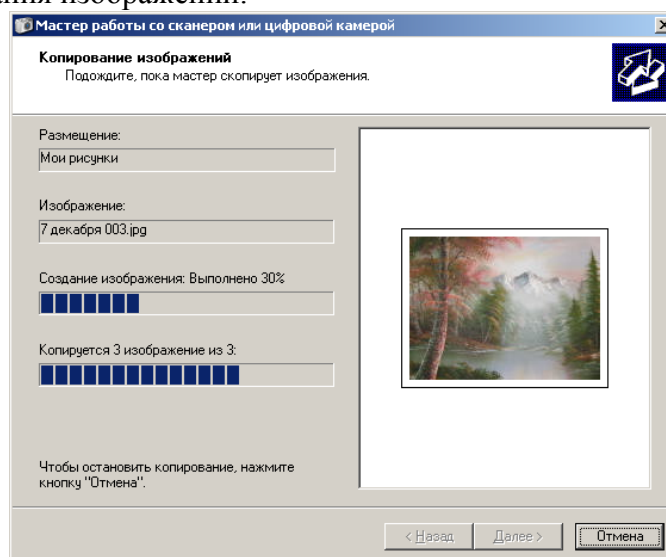 ния изображений.
Мастер работы со сканером или цифровой камерой
Копирование изображений
Подождите, пока мастер скопирует изображения.
Размещение:
Мои рисунки
Изображение:
7 декабря 003.jpg
Создание изображения: Выполнено 30%
Копируется 3 изображение из 3:
Чтобы остановить копирование, нажмите
кнопку "Отмена".
< Назад
Далее >
Отмена